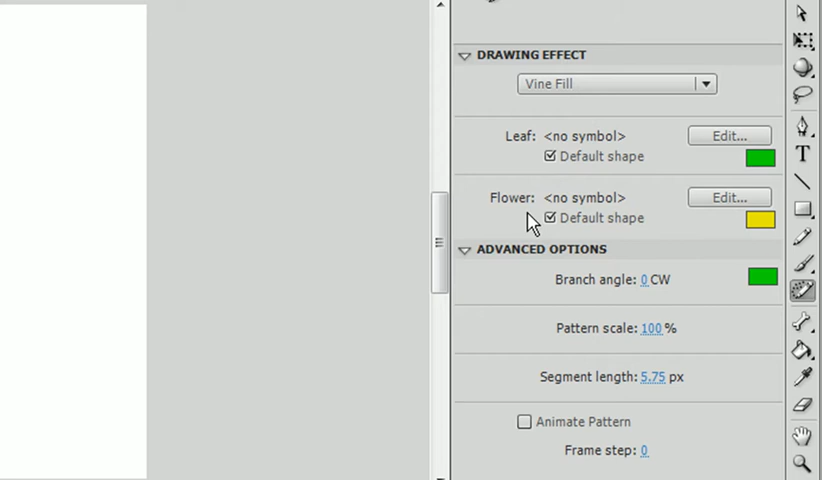 DRAWING EFFECT
Vine Fill
Leaf: <no symbol> Edit...
Default shape
Flower: <no symbol> Edit...
Default shape
ADVANCED OPTIONS
Branch angle: 0 CW
Pattern scale: 100 %
Segment length: 5.75 px
Animate Pattern
Frame step: 0
T